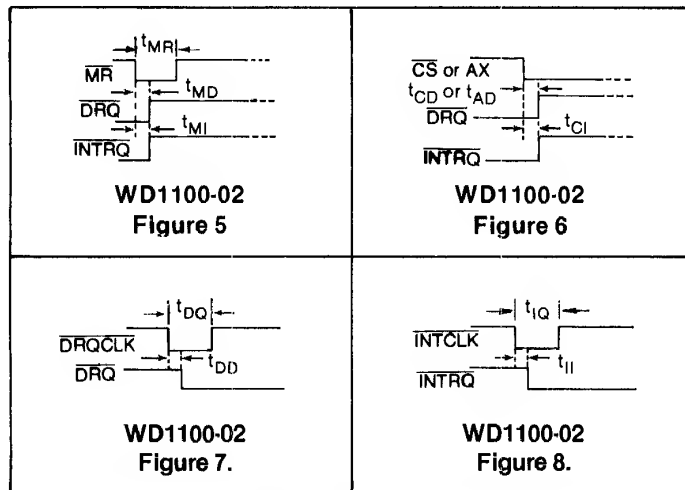 tMR
MR
tMD
DRQ
tMI
INTRQ
WD1100-02
Figure 5
CS or AX
tCD or tAD
DRQ
tCI
INTRQ
WD1100-02
Figure 6
tDQ
DRQCLK
tDD
DRQ
WD1100-02
Figure 7.
tIQ
INTCLK
tII
INTRQ
WD1100-02
Figure 8.